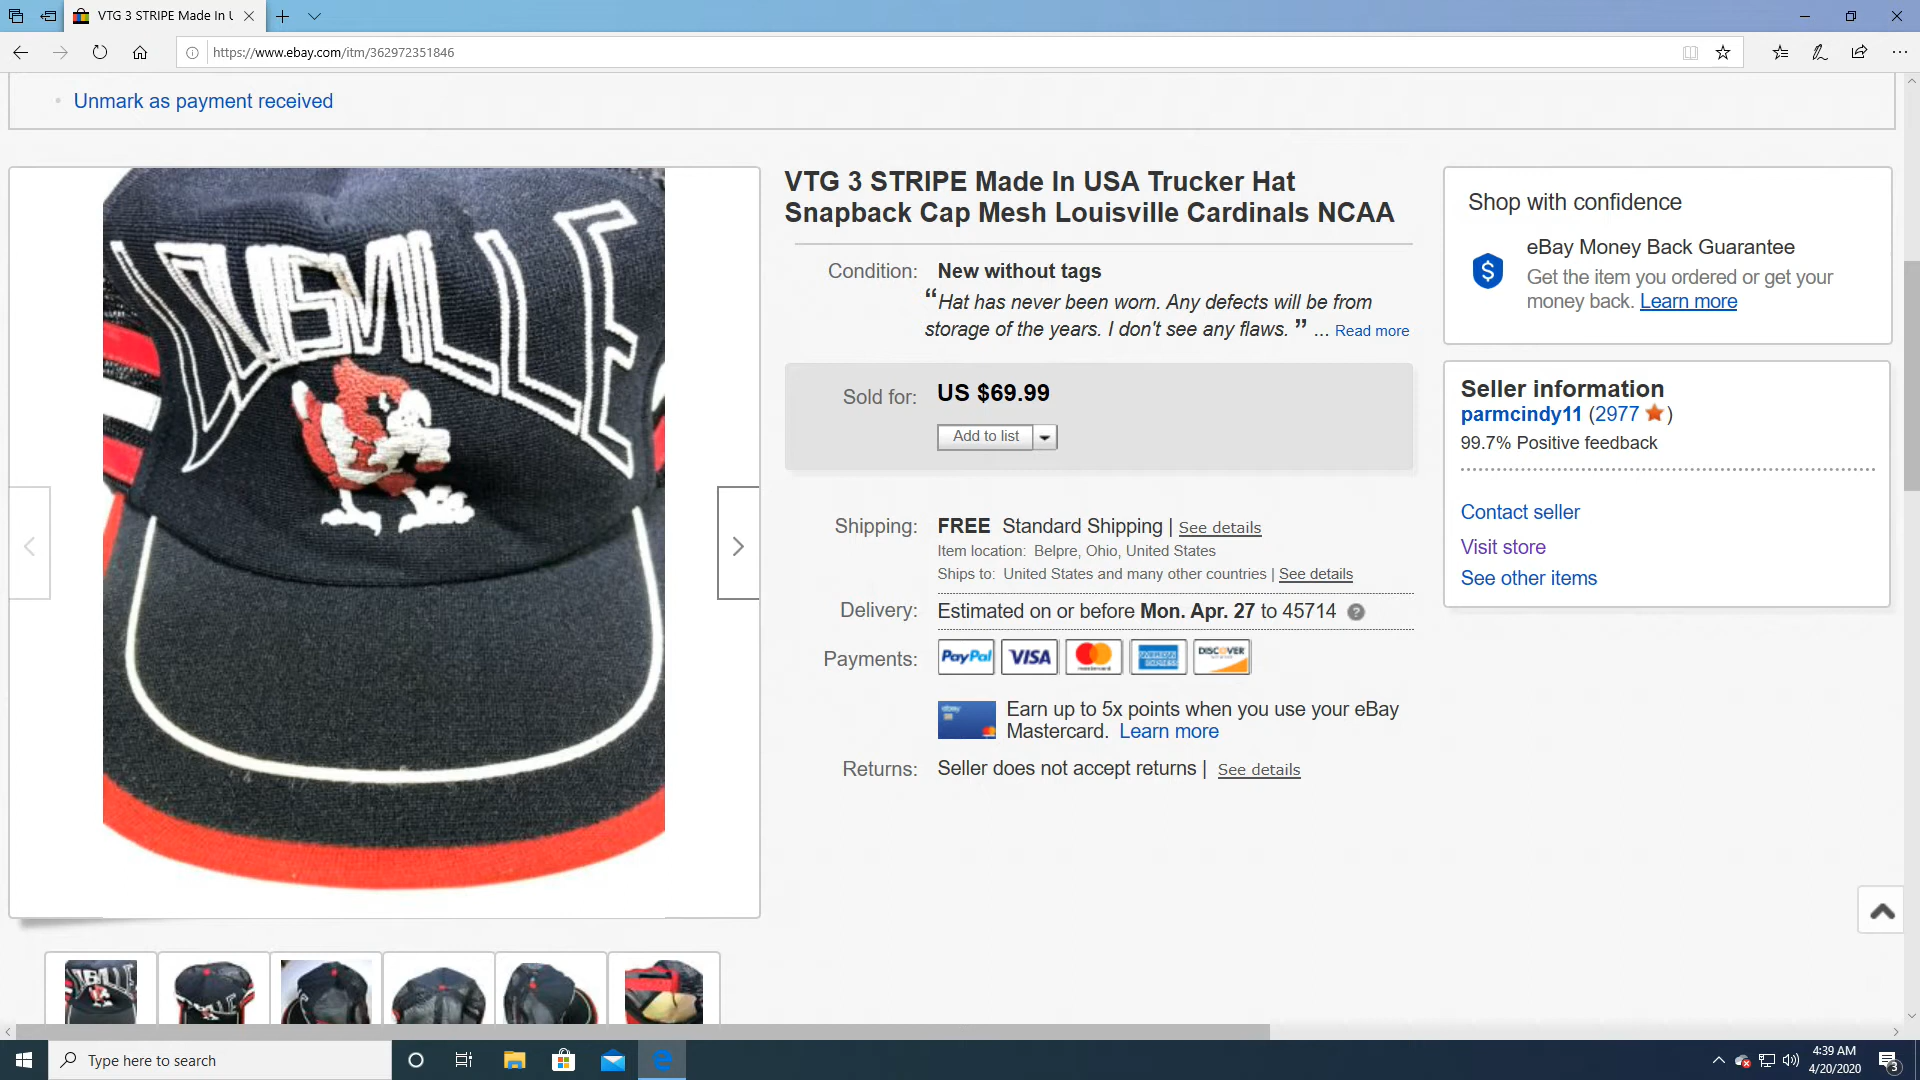 VTG 3 STRIPE Made In U
https://www.ebay.com/itm/362972351846
Unmark as payment received
VTG 3 STRIPE Made In USA Trucker Hat
Snapback Cap Mesh Louisville Cardinals NCAA
Condition: New without tags
“Hat has never been worn. Any defects will be from
storage of the years. I don't see any flaws. ” ... Read more
Sold for: US $69.99
Add to list
Shipping: FREE Standard Shipping | See details
Item location: Belpre, Ohio, United States
Ships to: United States and many other countries | See details
Delivery: Estimated on or before Mon. Apr. 27 to 45714
Payments: PayPal VISA mastercard AMERICAN EXPRESS DISCOVER
Earn up to 5x points when you use your eBay
Mastercard. Learn more
Returns: Seller does not accept returns | See details
Shop with confidence
eBay Money Back Guarantee
Get the item you ordered or get your
money back. Learn more
Seller information
parmcindy11 (2977)
99.7% Positive feedback
Contact seller
Visit store
See other items
Type here to search
4:39 AM
4/20/2020
3